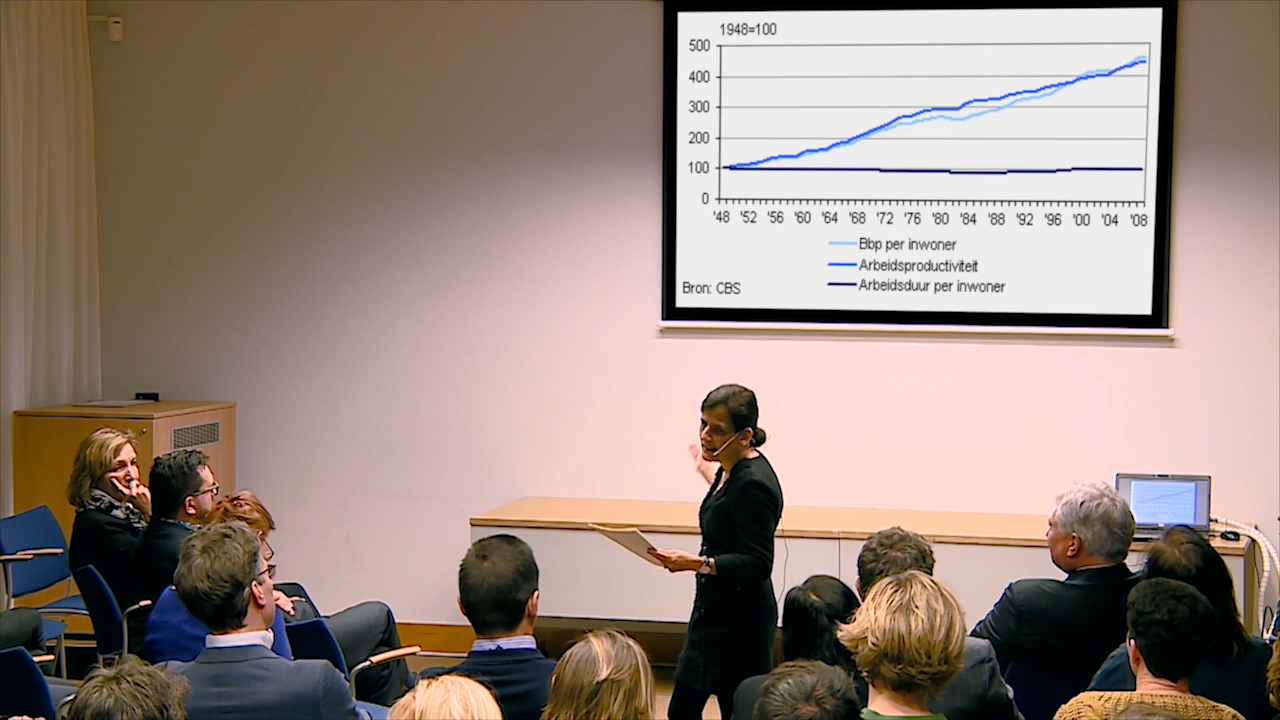 1948=100
500
400
300
200
100
0
'48 '52 '56 '60 '64 '68 '72 '76 '80 '84 '88 '92 '96 '00 '04 '08
Bbp per inwoner
Arbeidsproductiviteit
Arbeidsduur per inwoner
Bron: CBS